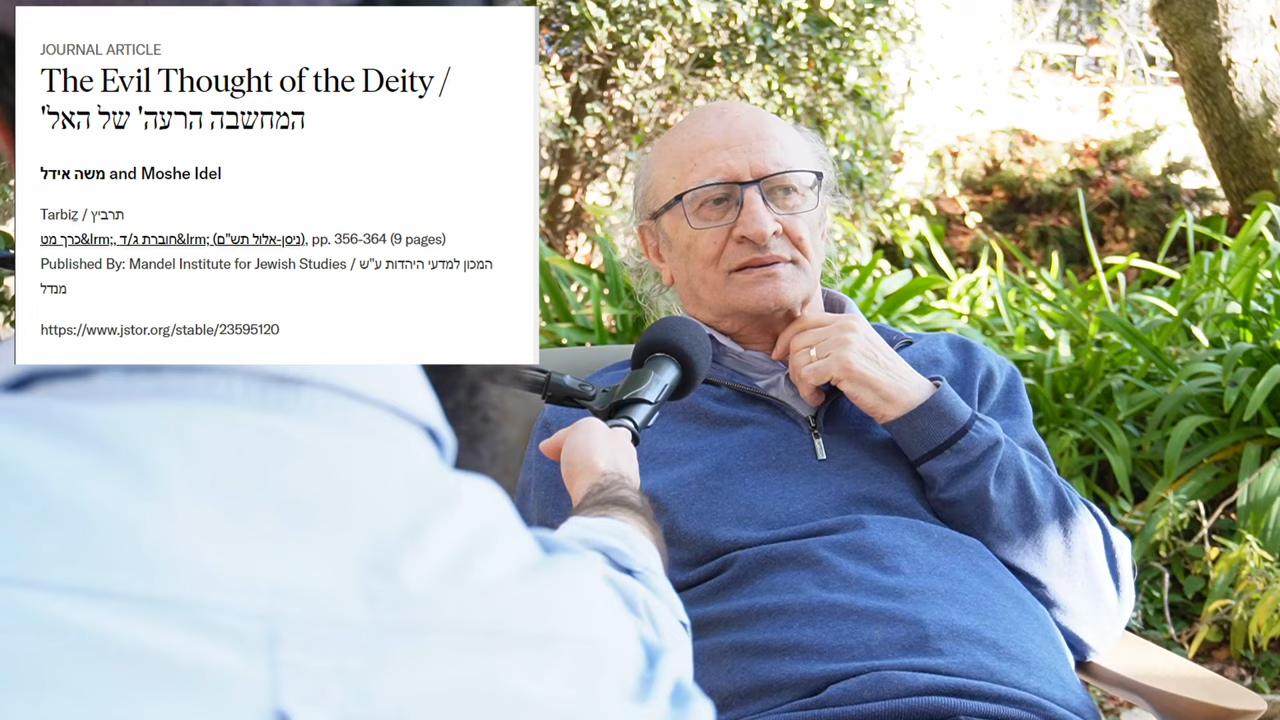 JOURNAL ARTICLE
The Evil Thought of the Deity /
'המחשבה הרעה' של האל
משה אידל and Moshe Idel
Tarbiẕ / תרביץ
כרך מט&lrm;, חוברת ג/ד&lrm; (ניסן-אלול תש"ם), pp. 356-364 (9 pages)
Published By: Mandel Institute for Jewish Studies / המכון למדעי היהדות ע"ש
מנדל
https://www.jstor.org/stable/23595120